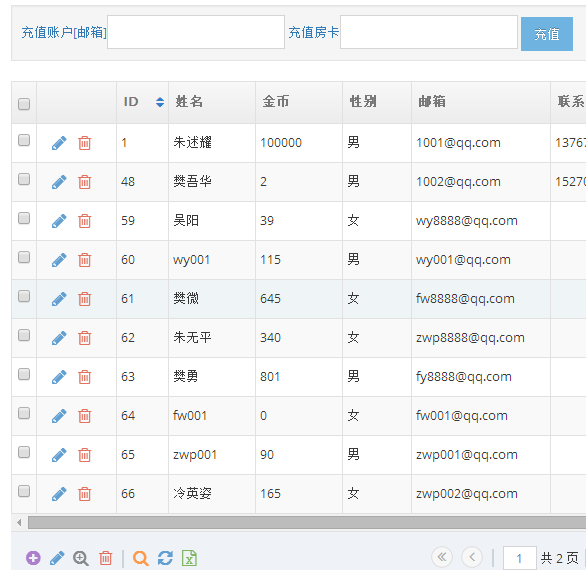 充值账户[邮箱] 充值房卡 充值
ID 姓名 金币 性别 邮箱 联系
1 朱述耀 100000 男 1001@qq.com 1376
48 樊吾华 2 男 1002@qq.com 15270
59 吴阳 39 女 wy8888@qq.com
60 wy001 115 男 wy001@qq.com
61 樊微 645 女 fw8888@qq.com
62 朱无平 340 女 zwp8888@qq.com
63 樊勇 801 男 fy8888@qq.com
64 fw001 0 女 fw001@qq.com
65 zwp001 90 男 zwp001@qq.com
66 冷英姿 165 女 zwp002@qq.com
1 共 2 页